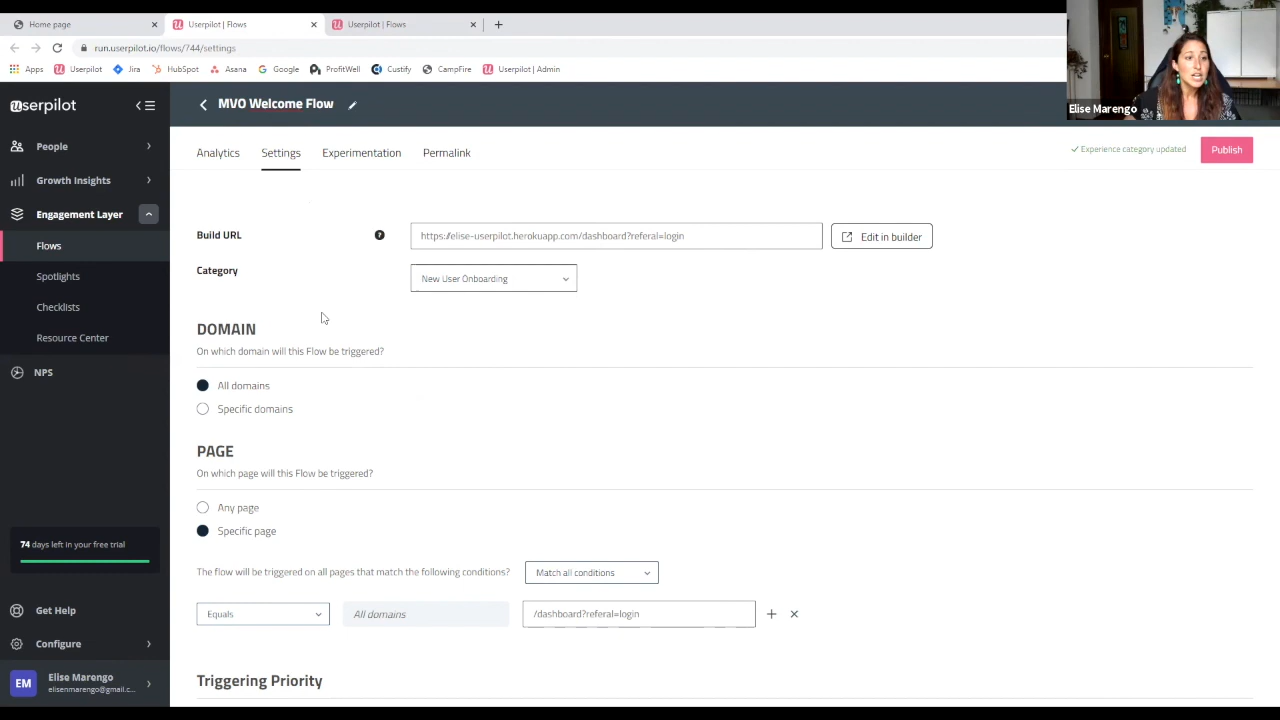 Home page
Userpilot | Flows
Userpilot | Flows
run.userpilot.io/flows/744/settings
Apps Userpilot Jira HubSpot Asana Google ProfitWell Custify CampFire Userpilot | Admin
Elise Marengo
userpilot
MVO Welcome Flow
People
Growth Insights
Engagement Layer
Flows
Spotlights
Checklists
Resource Center
NPS
74 days left in your free trial
Get Help
Configure
EM
Elise Marengo
elisenmarengo@gmail.c...
Analytics Settings Experimentation Permalink
Experience category updated
Publish
Build URL ? https://elise-userpilot.herokuapp.com/dashboard?referal=login Edit in builder
Category New User Onboarding
DOMAIN
On which domain will this Flow be triggered?
All domains
Specific domains
PAGE
On which page will this Flow be triggered?
Any page
Specific page
The flow will be triggered on all pages that match the following conditions? Match all conditions
Equals All domains /dashboard?referal=login
Triggering Priority